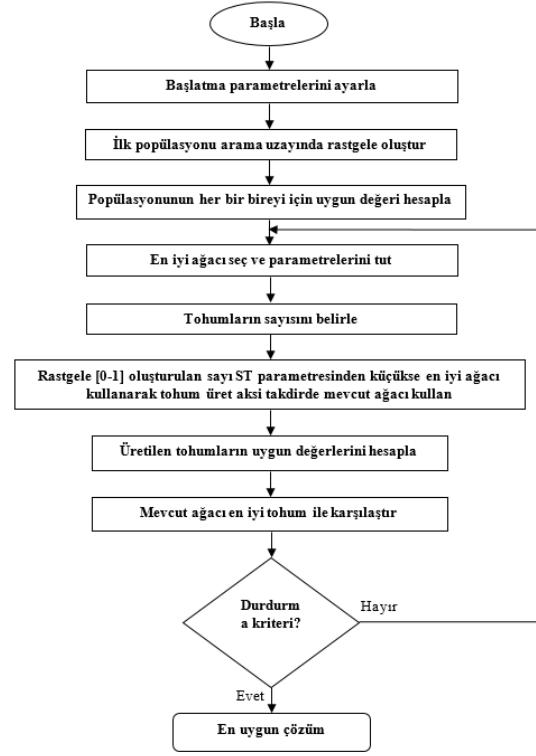 Başla
Başlatma parametrelerini ayarla
İlk popülasyonu arama uzayında rastgele oluştur
Popülasyonunun her bir bireyi için uygun değeri hesapla
En iyi ağacı seç ve parametrelerini tut
Tohumların sayısını belirle
Rastgele [0-1] oluşturulan sayı ST parametresinden küçükse en iyi ağacı
kullanarak tohum üret aksi takdirde mevcut ağacı kullan
Üretilen tohumların uygun değerlerini hesapla
Mevcut ağacı en iyi tohum ile karşılaştır
Durdurm
a kriteri?
Hayır
Evet
En uygun çözüm